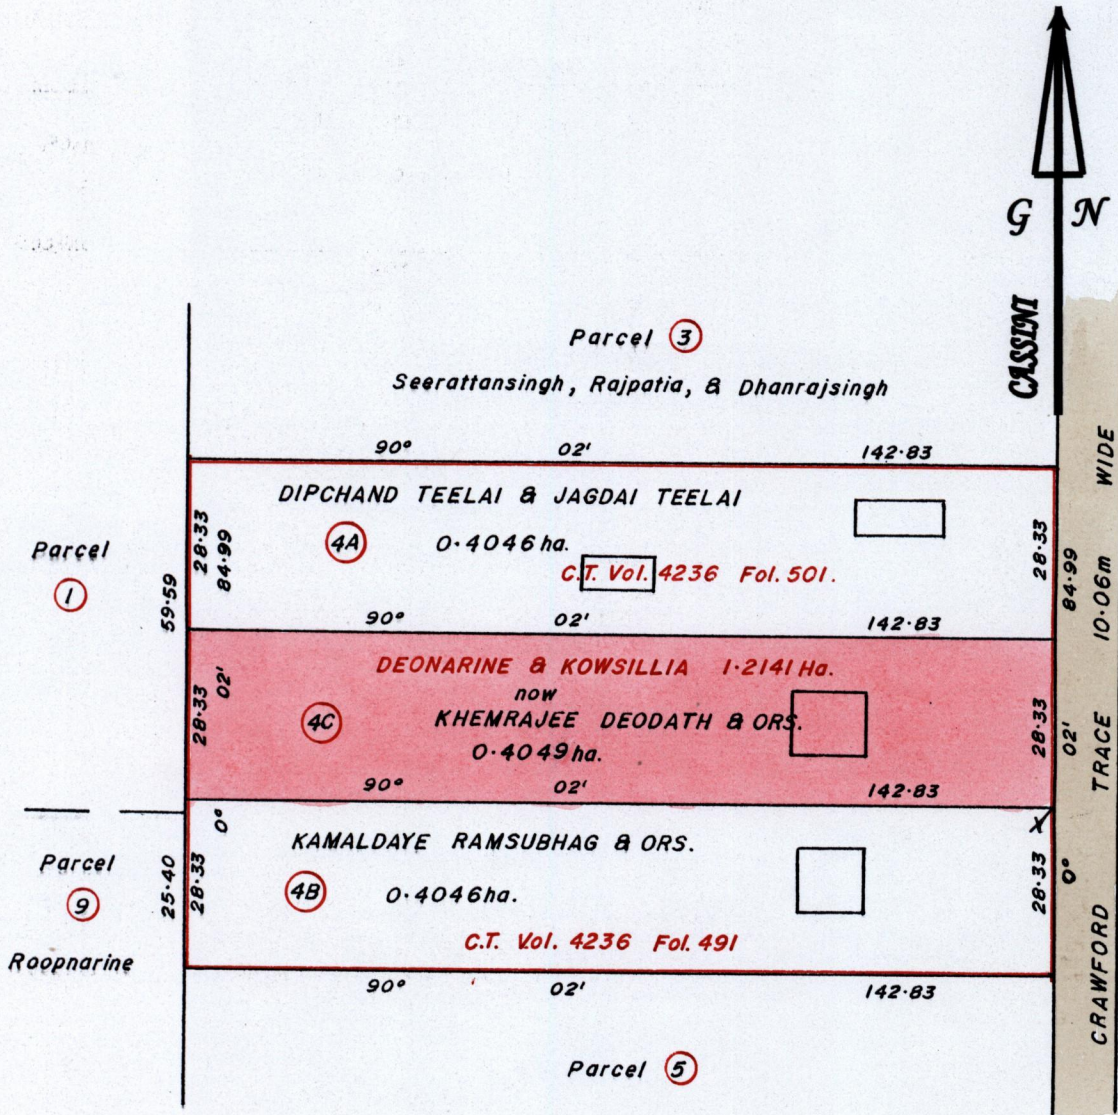 G N
CASSINI
Parcel 3
Seerattansingh, Rajpatia, & Dhanrajsingh
90° 02' 142·83
DIPCHAND TEELAI & JAGDAI TEELAI
4A 0·4046 ha.
C.T. Vol. 4236 Fol. 501.
28·33
84·99
28·33
84·99
Parcel
1
59·59
90° 02' 142·83
DEONARINE & KOWSILLIA 1·2141 Ha.
now
4C KHEMRAJEE DEODATH & ORS.
0·4049 ha.
28·33
02'
28·33
02'
90° 02' 142·83
0°
X
KAMALDAYE RAMSUBHAG & ORS.
4B 0·4046 ha.
C.T. Vol. 4236 Fol. 491
28·33
28·33
0°
Parcel
9
Roopnarine
25·40
90° 02' 142·83
Parcel 5
CRAWFORD TRACE 10·06m WIDE